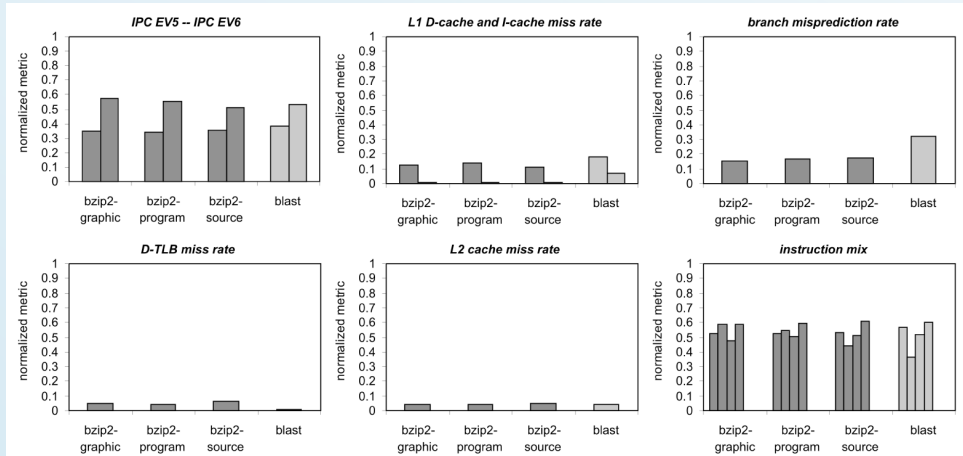 IPC EV5 -- IPC EV6
normalized metric
1
0.9
0.8
0.7
0.6
0.5
0.4
0.3
0.2
0.1
0
bzip2-graphic
bzip2-program
bzip2-source
blast
L1 D-cache and I-cache miss rate
normalized metric
1
0.9
0.8
0.7
0.6
0.5
0.4
0.3
0.2
0.1
0
bzip2-graphic
bzip2-program
bzip2-source
blast
branch misprediction rate
normalized metric
1
0.9
0.8
0.7
0.6
0.5
0.4
0.3
0.2
0.1
0
bzip2-graphic
bzip2-program
bzip2-source
blast
D-TLB miss rate
normalized metric
1
0.9
0.8
0.7
0.6
0.5
0.4
0.3
0.2
0.1
0
bzip2-graphic
bzip2-program
bzip2-source
blast
L2 cache miss rate
normalized metric
1
0.9
0.8
0.7
0.6
0.5
0.4
0.3
0.2
0.1
0
bzip2-graphic
bzip2-program
bzip2-source
blast
instruction mix
normalized metric
1
0.9
0.8
0.7
0.6
0.5
0.4
0.3
0.2
0.1
0
bzip2-graphic
bzip2-program
bzip2-source
blast